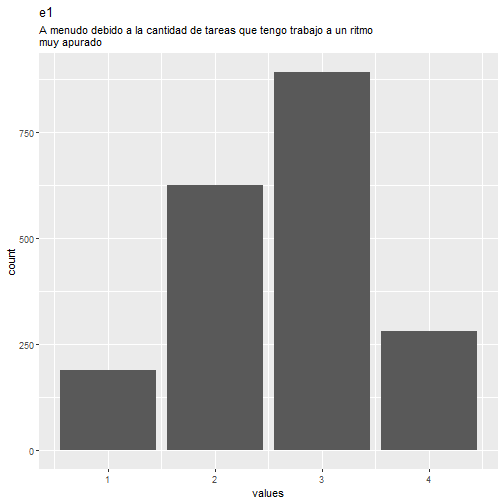 e1
A menudo debido a la cantidad de tareas que tengo trabajo a un ritmo
muy apurado
750
500
250
0
count
1 2 3 4
values